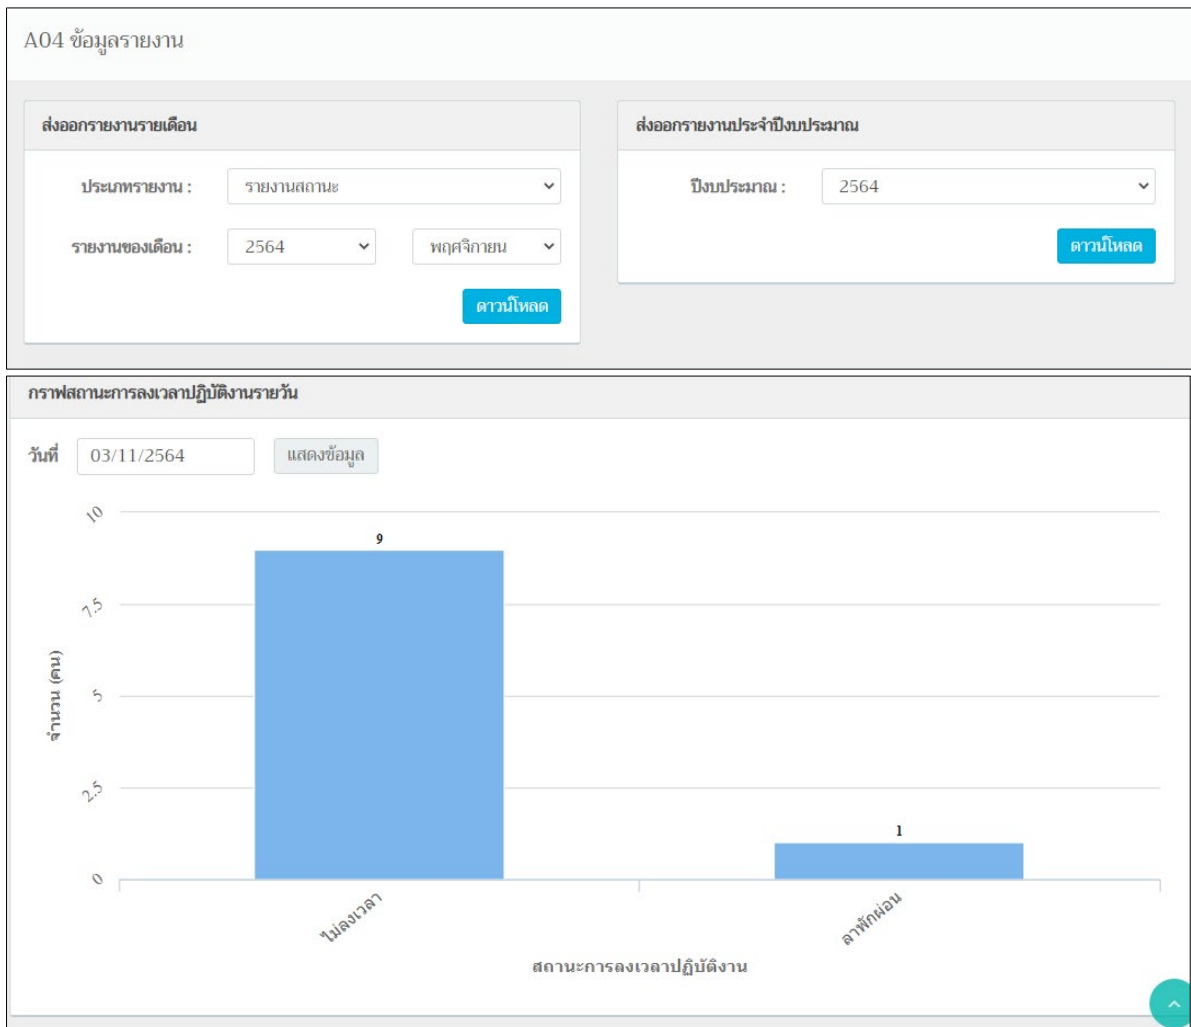 A04 ข้อมูลรายงาน
ส่งออกรายงานรายเดือน
ประเภทรายงาน :
รายงานสถานะ
รายงานของเดือน :
2564
พฤศจิกายน
ดาวน์โหลด
ส่งออกรายงานประจำปีงบประมาณ
ปีงบประมาณ :
2564
ดาวน์โหลด
กราฟสถานะการลงเวลาปฏิบัติงานรายวัน
วันที่
03/11/2564
แสดงข้อมูล
จำนวน (คน)
10
7.5
5
2.5
0
9
1
ไม่ลงเวลา
ลาพักผ่อน
สถานะการลงเวลาปฏิบัติงาน